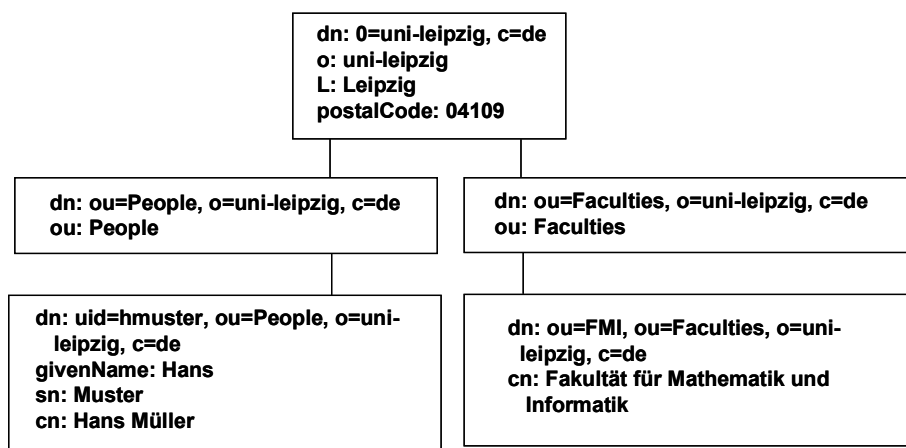 dn: 0=uni-leipzig, c=de
o: uni-leipzig
L: Leipzig
postalCode: 04109
dn: ou=People, o=uni-leipzig, c=de
ou: People
dn: ou=Faculties, o=uni-leipzig, c=de
ou: Faculties
dn: uid=hmuster, ou=People, o=uni-
leipzig, c=de
givenName: Hans
sn: Muster
cn: Hans Müller
dn: ou=FMI, ou=Faculties, o=uni-
leipzig, c=de
cn: Fakultät für Mathematik und
Informatik